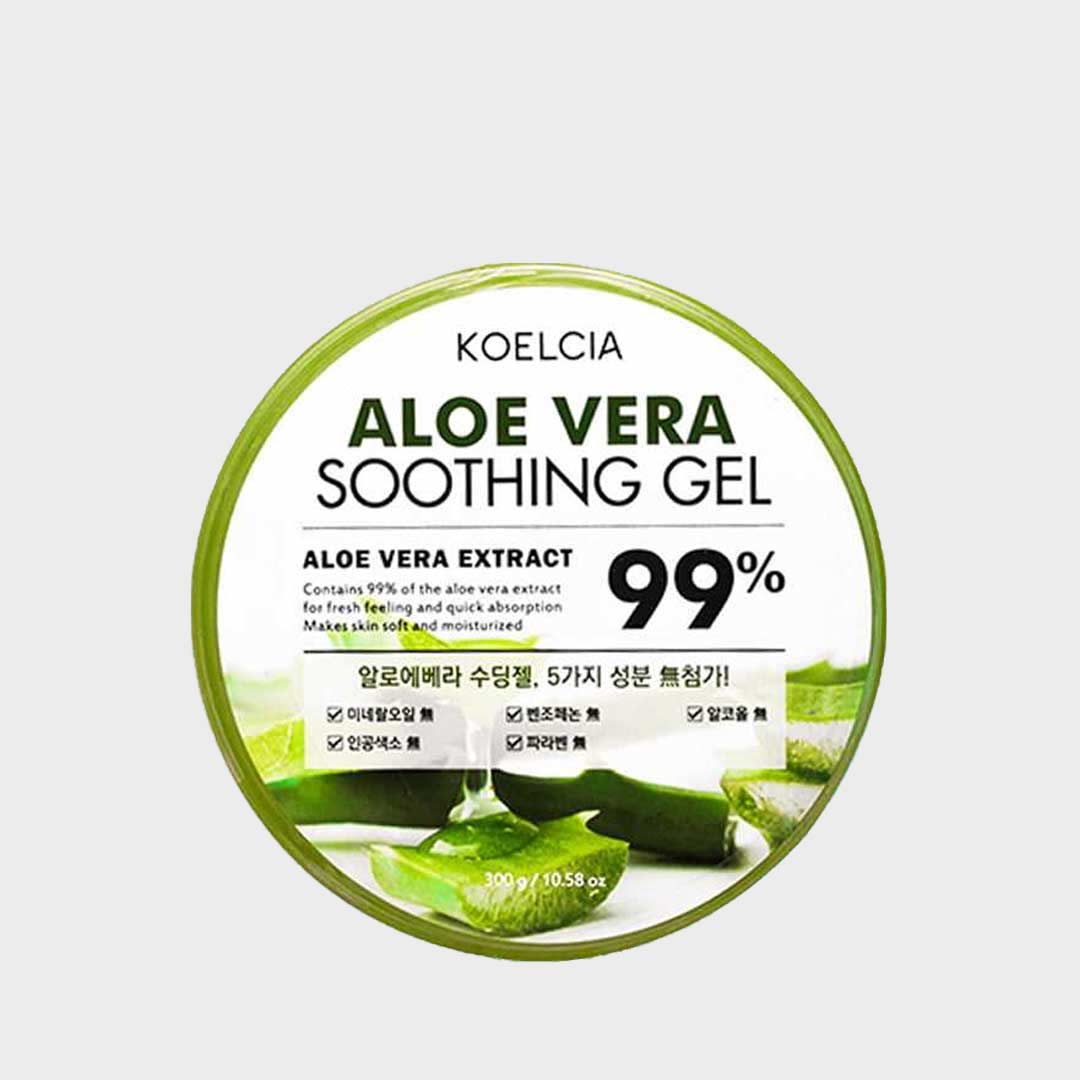 KOELCIA
ALOE VERA
SOOTHING GEL
ALOE VERA EXTRACT
99%
Contains 99% of the aloe vera extract
for fresh feeling and quick absorption
Makes skin soft and moisturized
알로에베라 수딩젤, 5가지 성분 無첨가!
미네랄오일 無 벤조페논 無 알코올 無
인공색소 無 파라벤 無
300 g / 10.58 oz